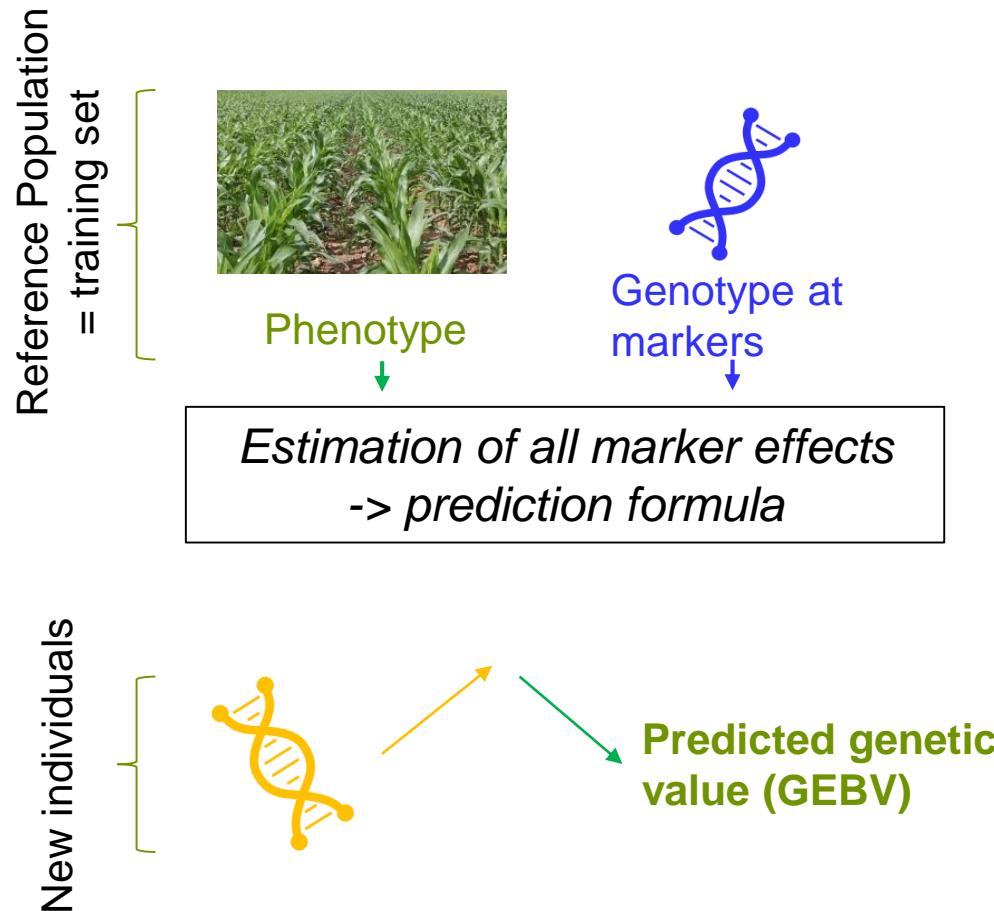 Reference Population
= training set
Phenotype
Genotype at
markers
Estimation of all marker effects
-> prediction formula
New individuals
Predicted genetic
value (GEBV)